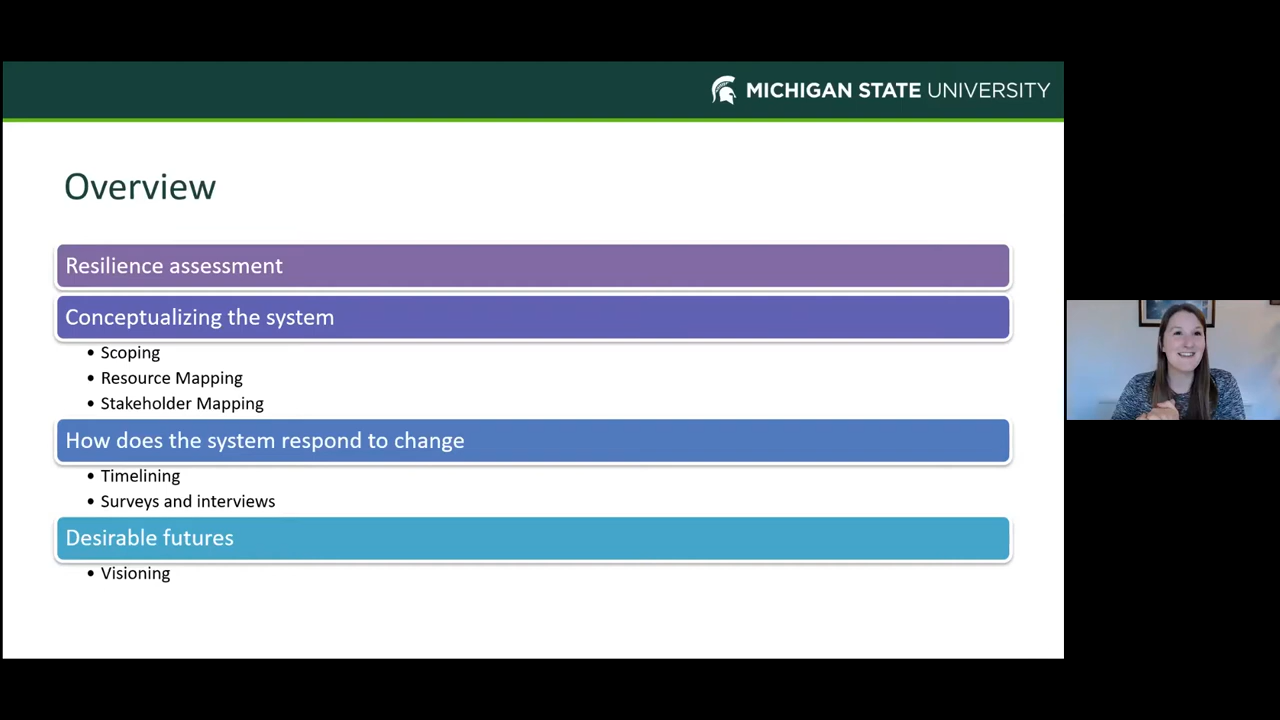 MICHIGAN STATE UNIVERSITY
Overview
Resilience assessment
Conceptualizing the system
• Scoping
• Resource Mapping
• Stakeholder Mapping
How does the system respond to change
• Timelining
• Surveys and interviews
Desirable futures
• Visioning